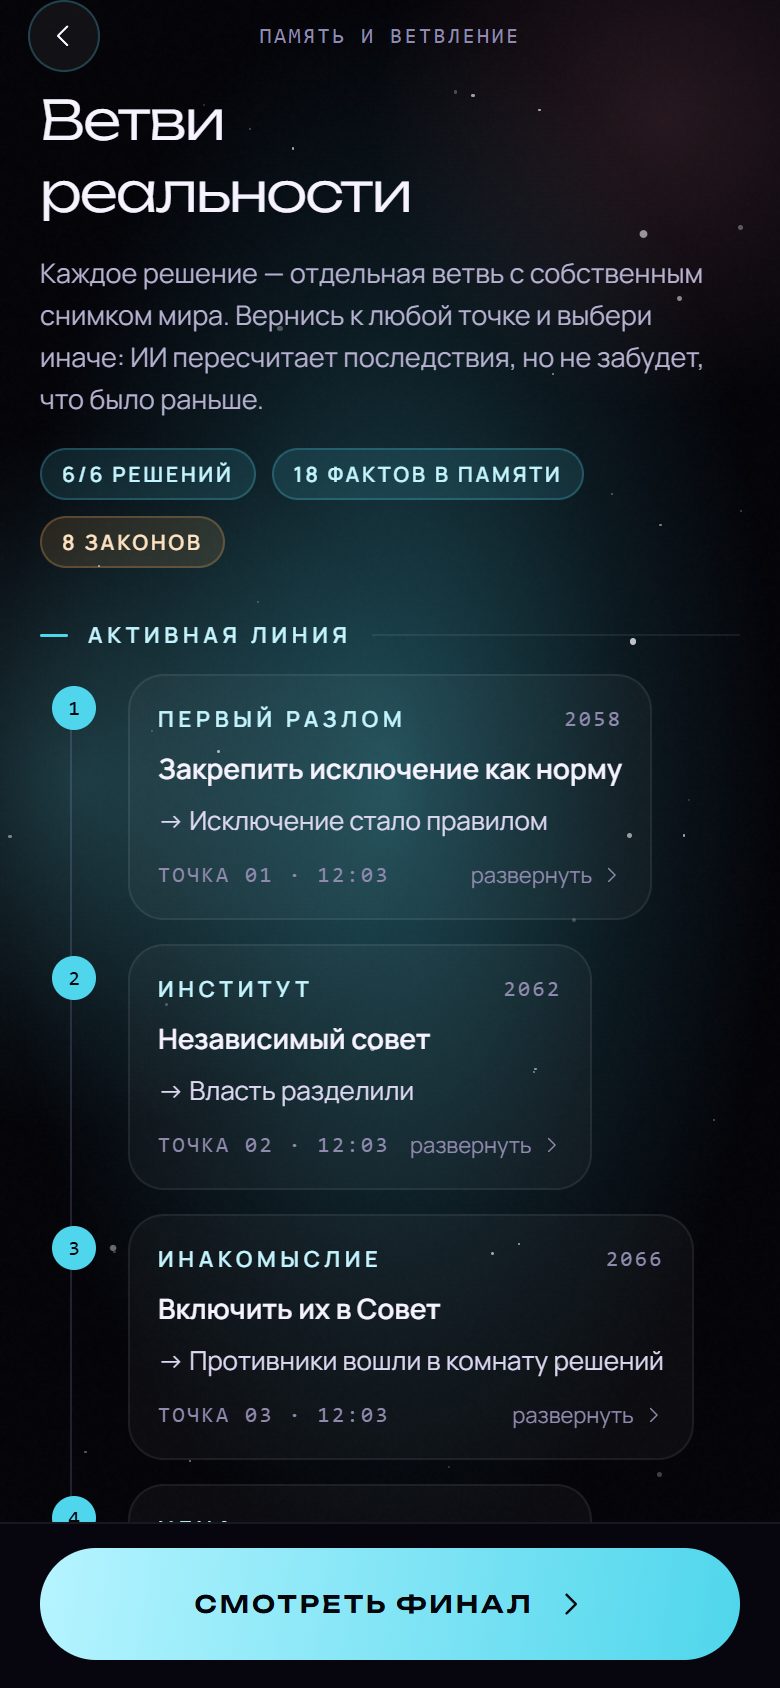 ПАМЯТЬ И ВЕТВЛЕНИЕ
Ветви
реальности
Каждое решение — отдельная ветвь с собственным
снимком мира. Вернись к любой точке и выбери
иначе: ИИ пересчитает последствия, но не забудет,
что было раньше.
6/6 РЕШЕНИЙ
18 ФАКТОВ В ПАМЯТИ
8 ЗАКОНОВ
АКТИВНАЯ ЛИНИЯ
1
ПЕРВЫЙ РАЗЛОМ 2058
Закрепить исключение как норму
→ Исключение стало правилом
ТОЧКА 01 · 12:03 развернуть >
2
ИНСТИТУТ 2062
Независимый совет
→ Власть разделили
ТОЧКА 02 · 12:03 развернуть >
3
ИНАКОМЫСЛИЕ 2066
Включить их в Совет
→ Противники вошли в комнату решений
ТОЧКА 03 · 12:03 развернуть >
4
СМОТРЕТЬ ФИНАЛ >